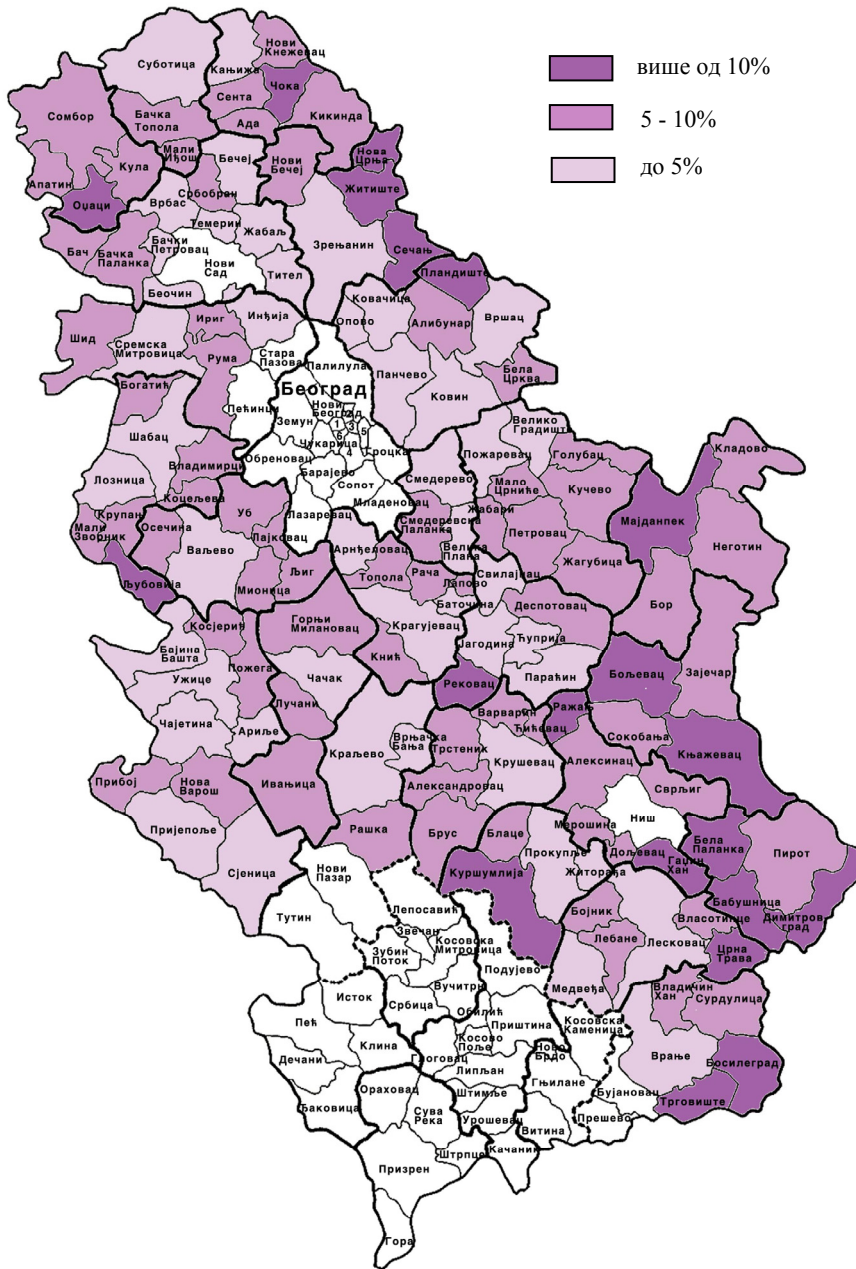 више од 10%
5 - 10%
до 5%
Суботица
Кањижа
Нови
Кнежевац
Чока
Сента
Сомбор
Бачка
Топола
Ада
Кикинда
Мали
Иђош
Бечеј
Нови
Бечеј
Нова
Црња
Кула
Апатин
Србобран
Житиште
Оџаци
Врбас
Темерин
Жабаљ
Зрењанин
Сечањ
Бач
Бачка
Паланка
Бачки
Петровац
Нови
Сад
Тител
Пландиште
Беочин
Ковачица
Опово
Алибунар
Вршац
Шид
Сремска
Митровица
Ириг
Инђија
Рума
Стара
Пазова
Палилула
Панчево
Бела
Црква
Ковин
Богатић
Пећинци
Београд
Нови
Београд
Земун
1
2
3
5
6
4
Чукарица
Гроцка
Шабац
Обреновац
Барајево
Сопот
Младеновац
Лазаревац
Владимирци
Лозница
Коцељева
Смедерево
Пожаревац
Велико
Градиште
Голубац
Мало
Црниће
Кучево
Кладово
Мајданпек
Неготин
Крупањ
Мали
Зворник
Осечина
Уб
Лајковац
Ваљево
Смедеревска
Паланка
Жабари
Петровац
Велика
Плана
Жагубица
Љубовија
Мионица
Љиг
Аранђеловац
Топола
Рача
Лапово
Свилајнац
Баточина
Деспотовац
Бор
Косјерић
Бајина
Башта
Пожега
Горњи
Милановац
Крагујевац
Кнић
Јагодина
Ћуприја
Параћин
Ужице
Чачак
Рековац
Бољевац
Зајечар
Чајетина
Ариље
Лучани
Варварин
Ражањ
Ћићевац
Сокобања
Књажевац
Краљево
Врњачка
Бања
Трстеник
Крушевац
Алексинац
Прибој
Нова
Варош
Ивањица
Александровац
Сврљиг
Пријепоље
Рашка
Брус
Блаце
Мерошина
Ниш
Бела
Паланка
Пирот
Прокупље
Дољевац
Гаџин
Хан
Сјеница
Куршумлија
Житорађа
Бабушница
Димитров
град
Нови
Пазар
Бојник
Власотинце
Лебане
Лесковац
Црна
Трава
Тутин
Лепосавић
Звечан
Зубин
Поток
Косовска
Митровица
Подујево
Медвеђа
Владичин
Хан
Сурдулица
Вучитрн
Исток
Србица
Обилић
Приштина
Косовска
Каменица
Пећ
Клина
Косово
Поље
Ново
Брдо
Врање
Босилеград
Дечани
Глоговац
Липљан
Гњилане
Бујановац
Трговиште
Ђаковица
Ораховац
Сува
Река
Штимље
Урошевац
Витина
Прешево
Штрпце
Качаник
Призрен
Гора